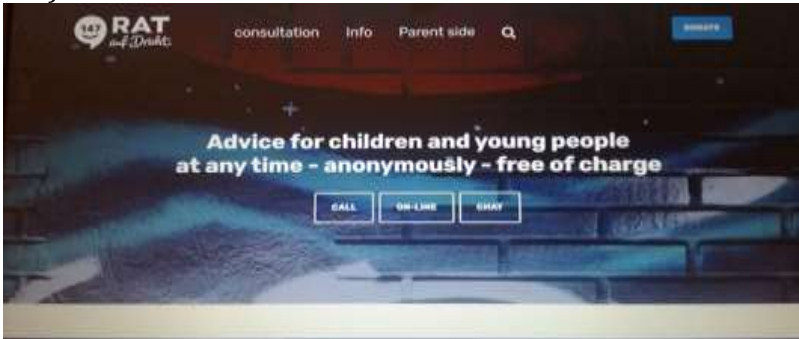 147 RAT
auf Draht
consultation Info Parent side
DONATE
Advice for children and young people
at any time - anonymously - free of charge
CALL ON-LINE CHAT